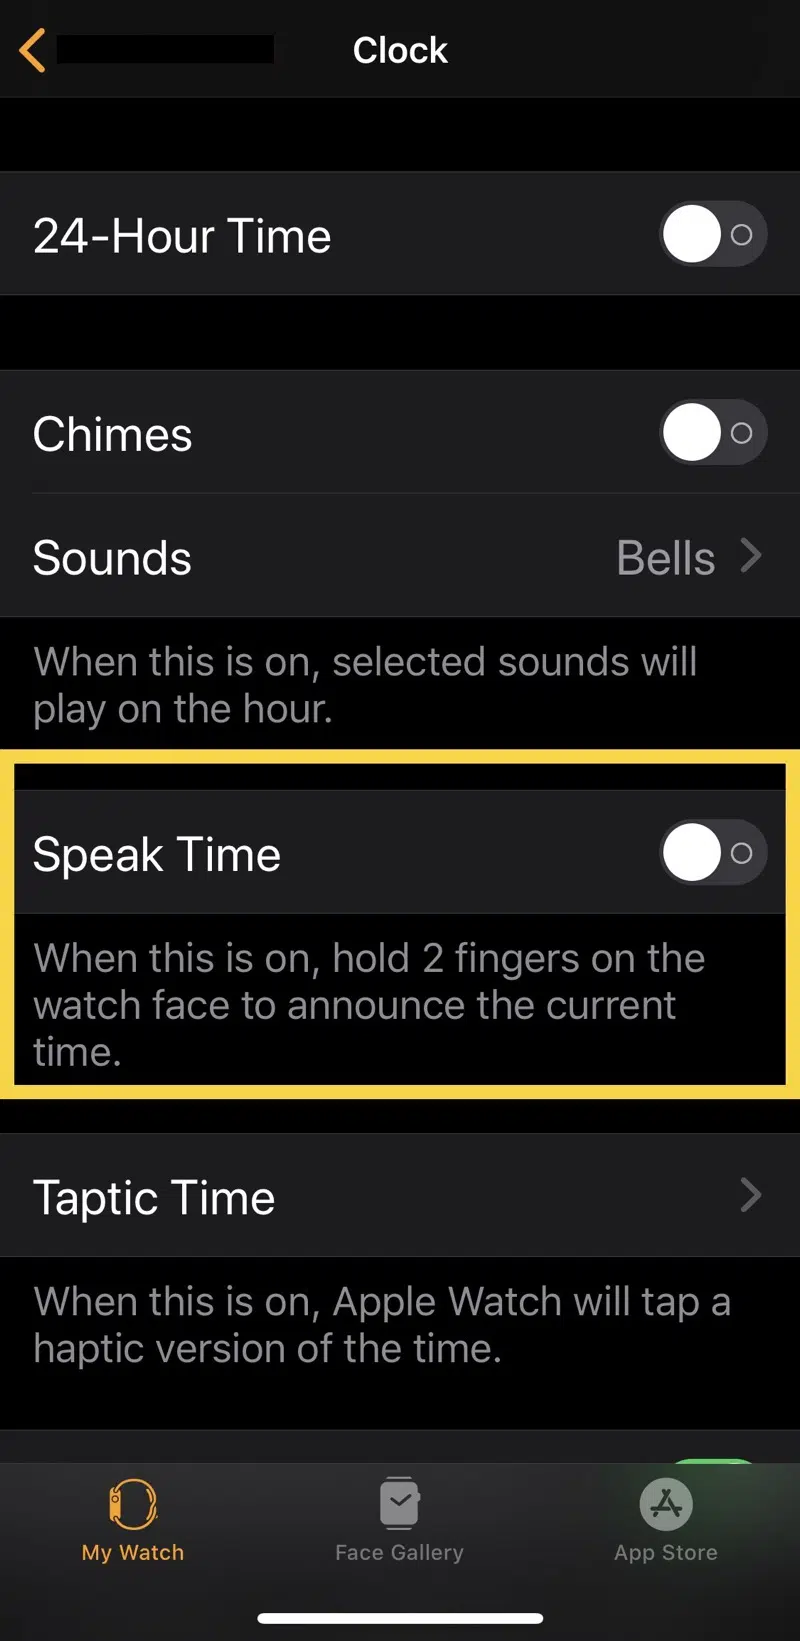 Clock
24-Hour Time
Chimes
Sounds Bells
When this is on, selected sounds will
play on the hour.
Speak Time
When this is on, hold 2 fingers on the
watch face to announce the current
time.
Taptic Time
When this is on, Apple Watch will tap a
haptic version of the time.
My Watch Face Gallery App Store